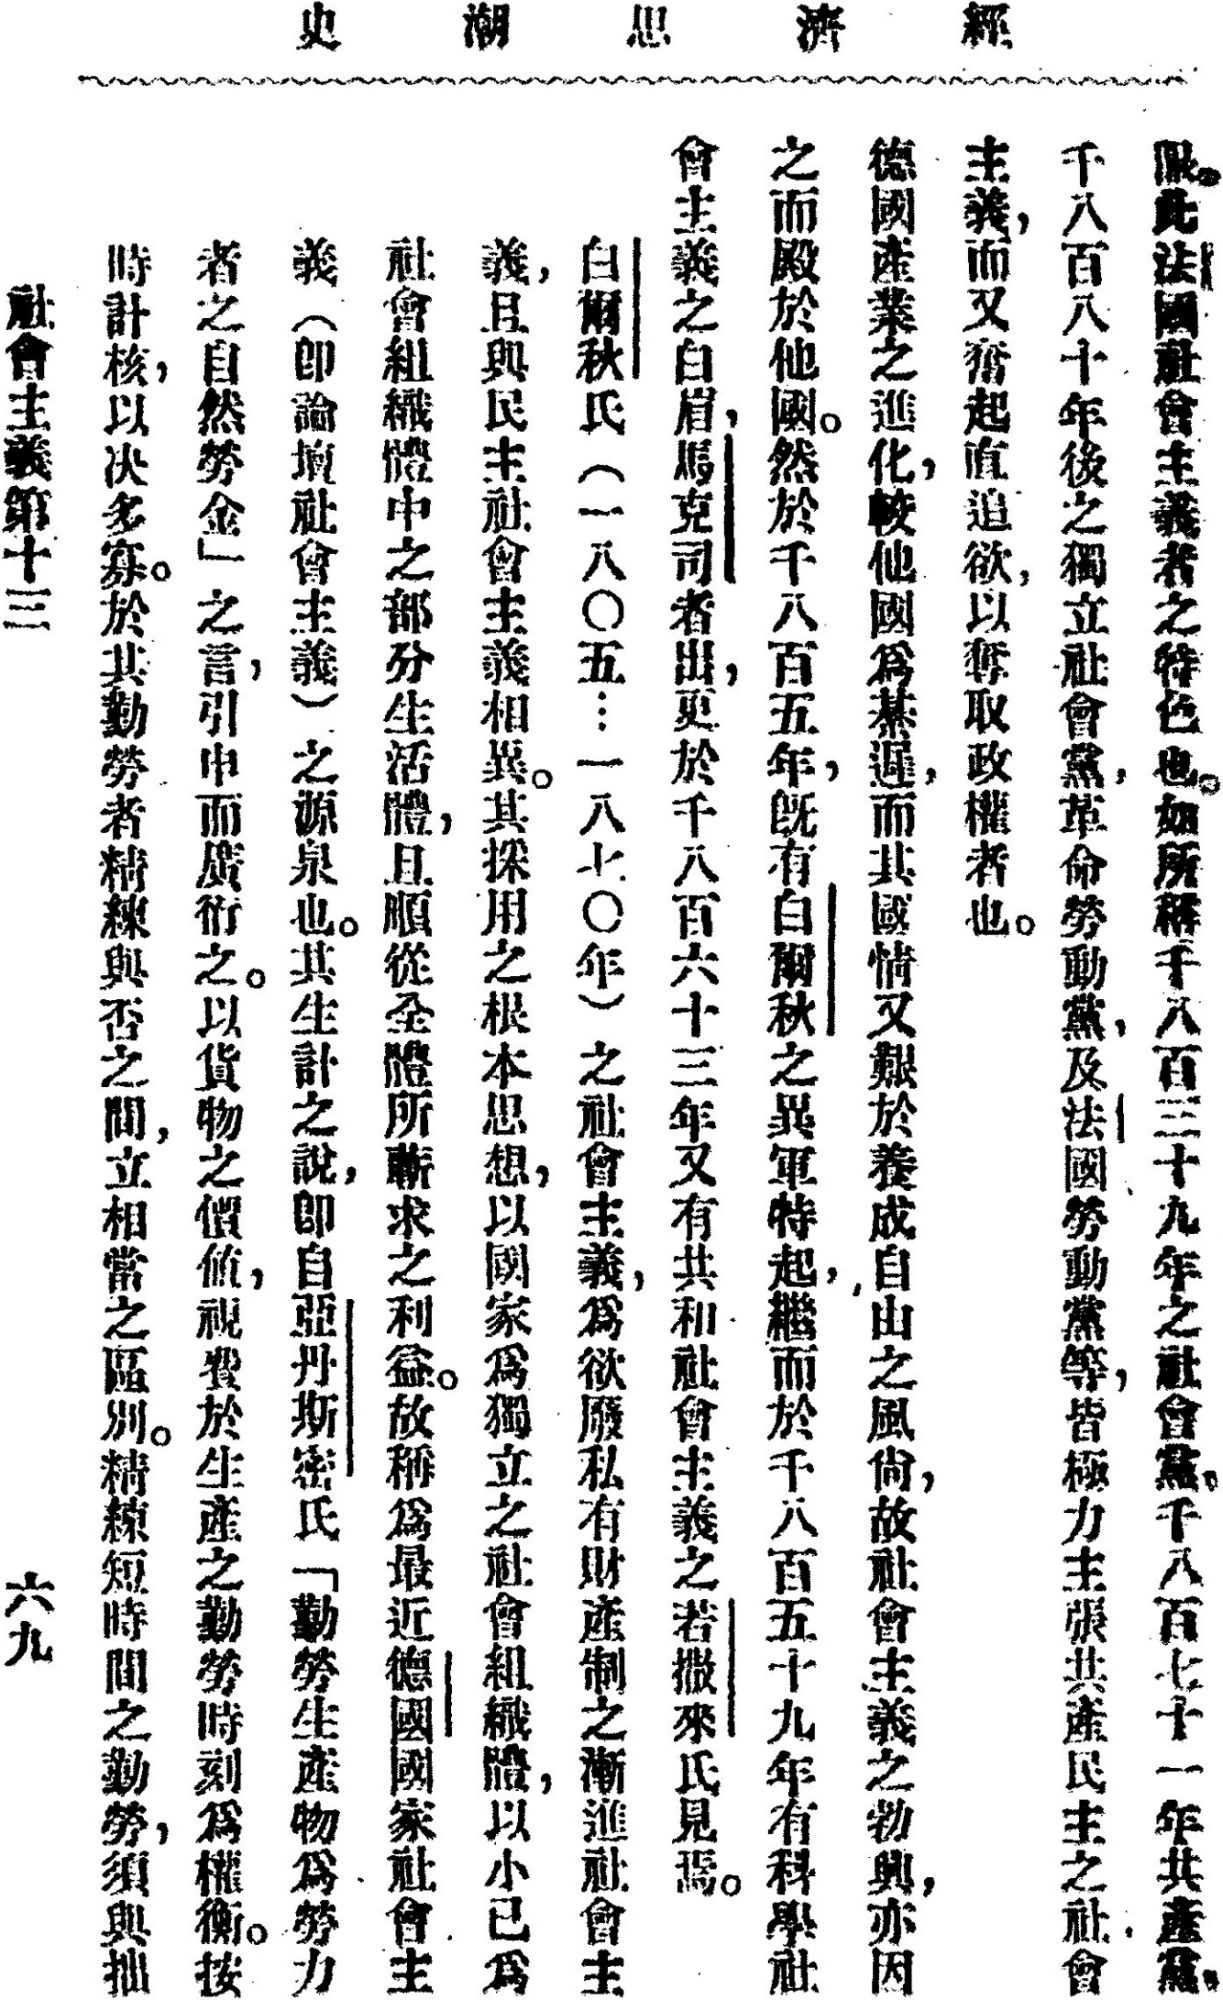 經濟思潮史
限。此法國社會主義者之特色也。如所稱千八百三十九年之社會黨、千八百七十一年共產黨、
千八百八十年後之獨立社會黨，革命勞動黨，及法國勞動黨等，皆極力主張共產民主之社會
主義，而又奮起直追欲，以奪取政權者也。
德國產業之進化，較他國爲綦遲，而其國情又艱於養成自由之風尙，故社會主義之勃興，亦因
之而殿於他國。然於千八百五年，旣有白爾秋之異軍特起，繼而於千八百五十九年有科學社
會主義之白眉，馬克司者出，更於千八百六十三年又有共和社會主義之若撒來氏見焉。
白爾秋氏（一八〇五…一八七〇年）之社會主義，爲欲廢私有財產制之漸進社會主
義，且與民主社會主義相異。其採用之根本思想，以國家爲獨立之社會組織體，以小己爲
社會組織體中之部分生活體，且順從全體所蘄求之利益。故稱爲最近德國國家社會主
義（卽論壇社會主義）之源泉也。其生計之說，卽自亞丹斯密氏「勤勞生產物爲勞力
者之自然勞金」之言，引申而廣衍之。以貨物之價値，視費於生產之勤勞時刻爲權衡。按
時計核，以决多寡。於其勤勞者精練與否之間，立相當之區別。精練短時間之勤勞，須與拙
社會主義第十三
六九